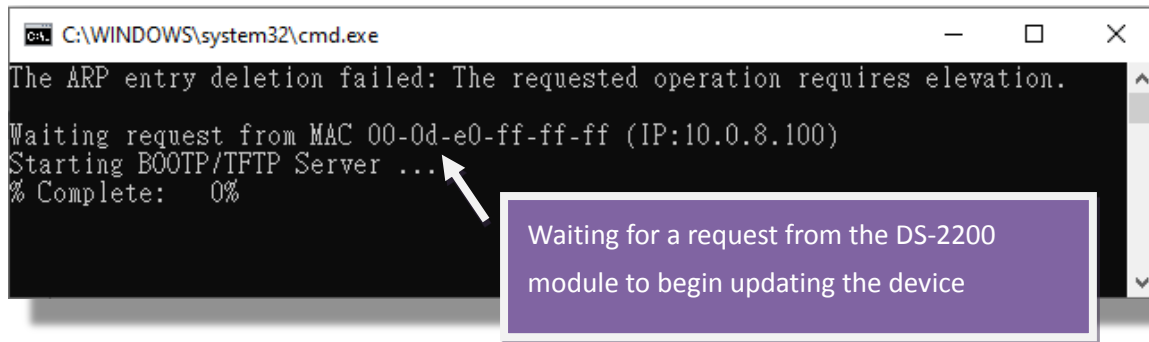 C:\WINDOWS\system32\cmd.exe
The ARP entry deletion failed: The requested operation requires elevation.
Waiting request from MAC 00-0d-e0-ff-ff-ff (IP:10.0.8.100)
Starting BOOTP/TFTP Server ...
% Complete:   0%
Waiting for a request from the DS-2200
module to begin updating the device